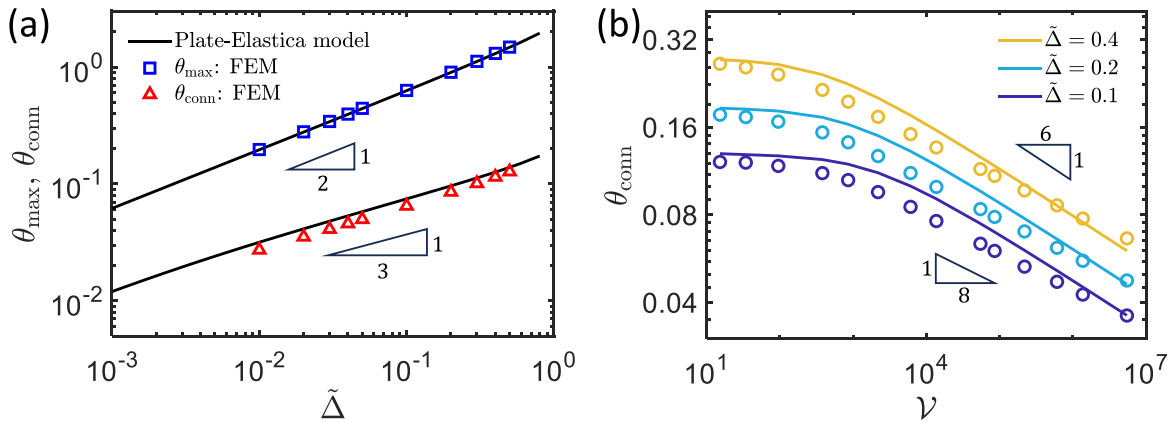 (a)
Plate-Elastica model
θmax: FEM
θconn: FEM
θmax, θconn
10^0
10^-1
10^-2
10^-3
10^-2
10^-1
10^0
Δ̃
1
2
1
3
(b)
Δ̃ = 0.4
Δ̃ = 0.2
Δ̃ = 0.1
θconn
0.32
0.16
0.08
0.04
10^1
10^4
10^7
𝒱
6
1
1
8